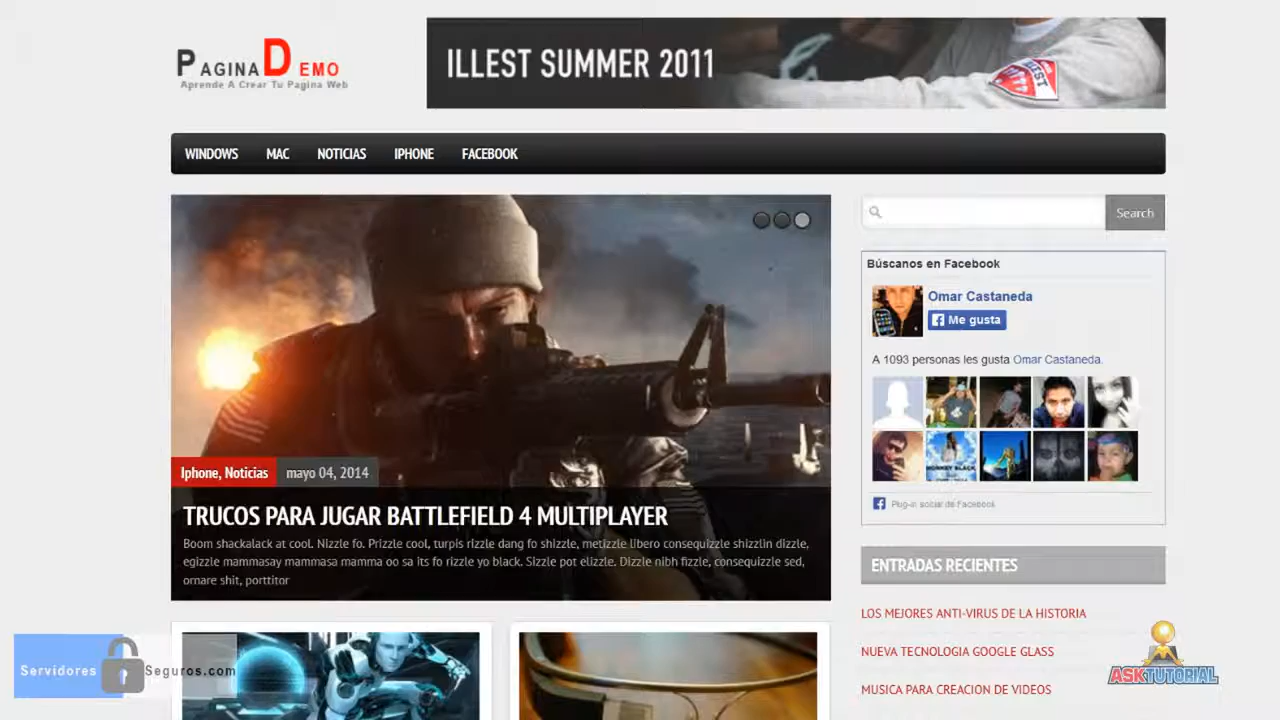 PAGINA DEMO
Aprende A Crear Tu Pagina Web
ILLEST SUMMER 2011
WINDOWS MAC NOTICIAS IPHONE FACEBOOK
Search
Búscanos en Facebook
Omar Castaneda
Me gusta
A 1093 personas les gusta Omar Castaneda.
MONKEY BLACK
Plug-in social de Facebook
Iphone, Noticias mayo 04, 2014
TRUCOS PARA JUGAR BATTLEFIELD 4 MULTIPLAYER
Boom shackalack at cool. Nizzle fo. Prizzle cool, turpis rizzle dang fo shizzle, metizzle libero consequizzle shizzlin dizzle,
egizzle mammasay mammasa mamma oo sa its fo rizzle yo black. Sizzle pot elizzle. Dizzle nibh fizzle, consequizzle sed,
ornare shit, porttitor
ENTRADAS RECIENTES
LOS MEJORES ANTI-VIRUS DE LA HISTORIA
NUEVA TECNOLOGIA GOOGLE GLASS
MUSICA PARA CREACION DE VIDEOS
Servidores Seguros.com
ASKTUTORIAL